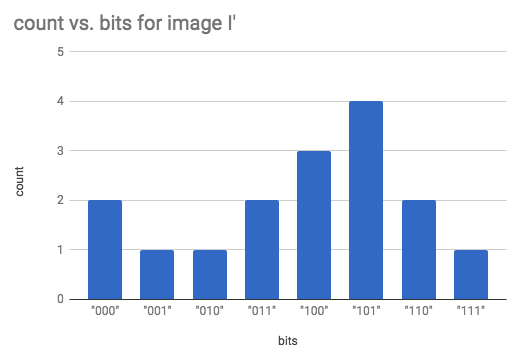 count vs. bits for image I'
5
4
3
2
1
0
count
"000" "001" "010" "011" "100" "101" "110" "111"
bits